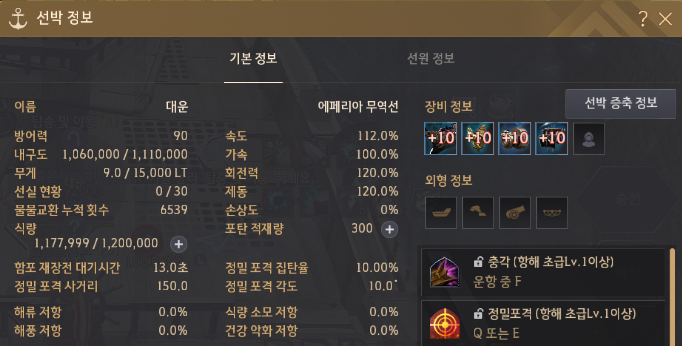 선박 정보
?
기본 정보
선원 정보
이름 대운
에페리아 무역선
장비 정보
선박 증축 정보
방어력 90
내구도 1,060,000 / 1,110,000
무게 9.0 / 15,000 LT
선실 현황 0 / 30
물물교환 누적 횟수 6539
식량
1,177,999 / 1,200,000 +
속도 112.0%
가속 100.0%
회전력 120.0%
제동 120.0%
손상도 0%
포탄 적재량 300 +
+10 +10 +10 +10
외형 정보
함포 재장전 대기시간 13.0초
정밀 포격 사거리 150.0
정밀 포격 집탄율 10.00%
정밀 포격 각도 10.0°
해류 저항 0.0%
해풍 저항 0.0%
식량 소모 저항 0.0%
건강 악화 저항 0.0%
충각 (항해 초급Lv.1이상)
운항 중 F
정밀포격 (항해 초급Lv.1이상)
Q 또는 E